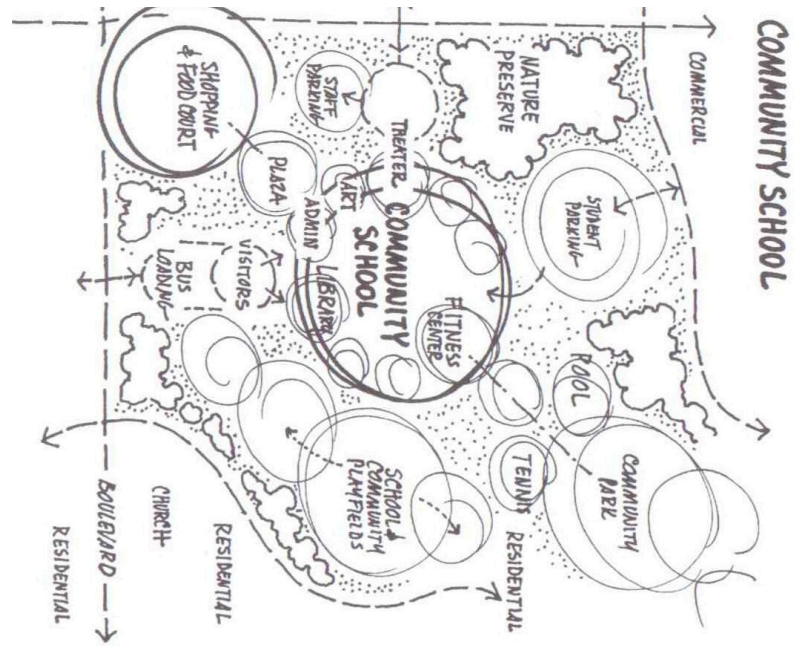 COMMUNITY SCHOOL
COMMERCIAL
NATURE
PRESERVE
STUDENT
PARKING
POOL
COMMUNITY
PARK
TENNIS
RESIDENTIAL
FITNESS
CENTER
THEATER
COMMUNITY
SCHOOL
SCHOOL &
COMMUNITY
PLAYFIELDS
STAFF
PARKING
ART
ADMIN
LIBRARY
PLAZA
VISITORS
RESIDENTIAL
SHOPPING
& FOOD COURT
BUS
LOADING
CHURCH
BOULEVARD
RESIDENTIAL